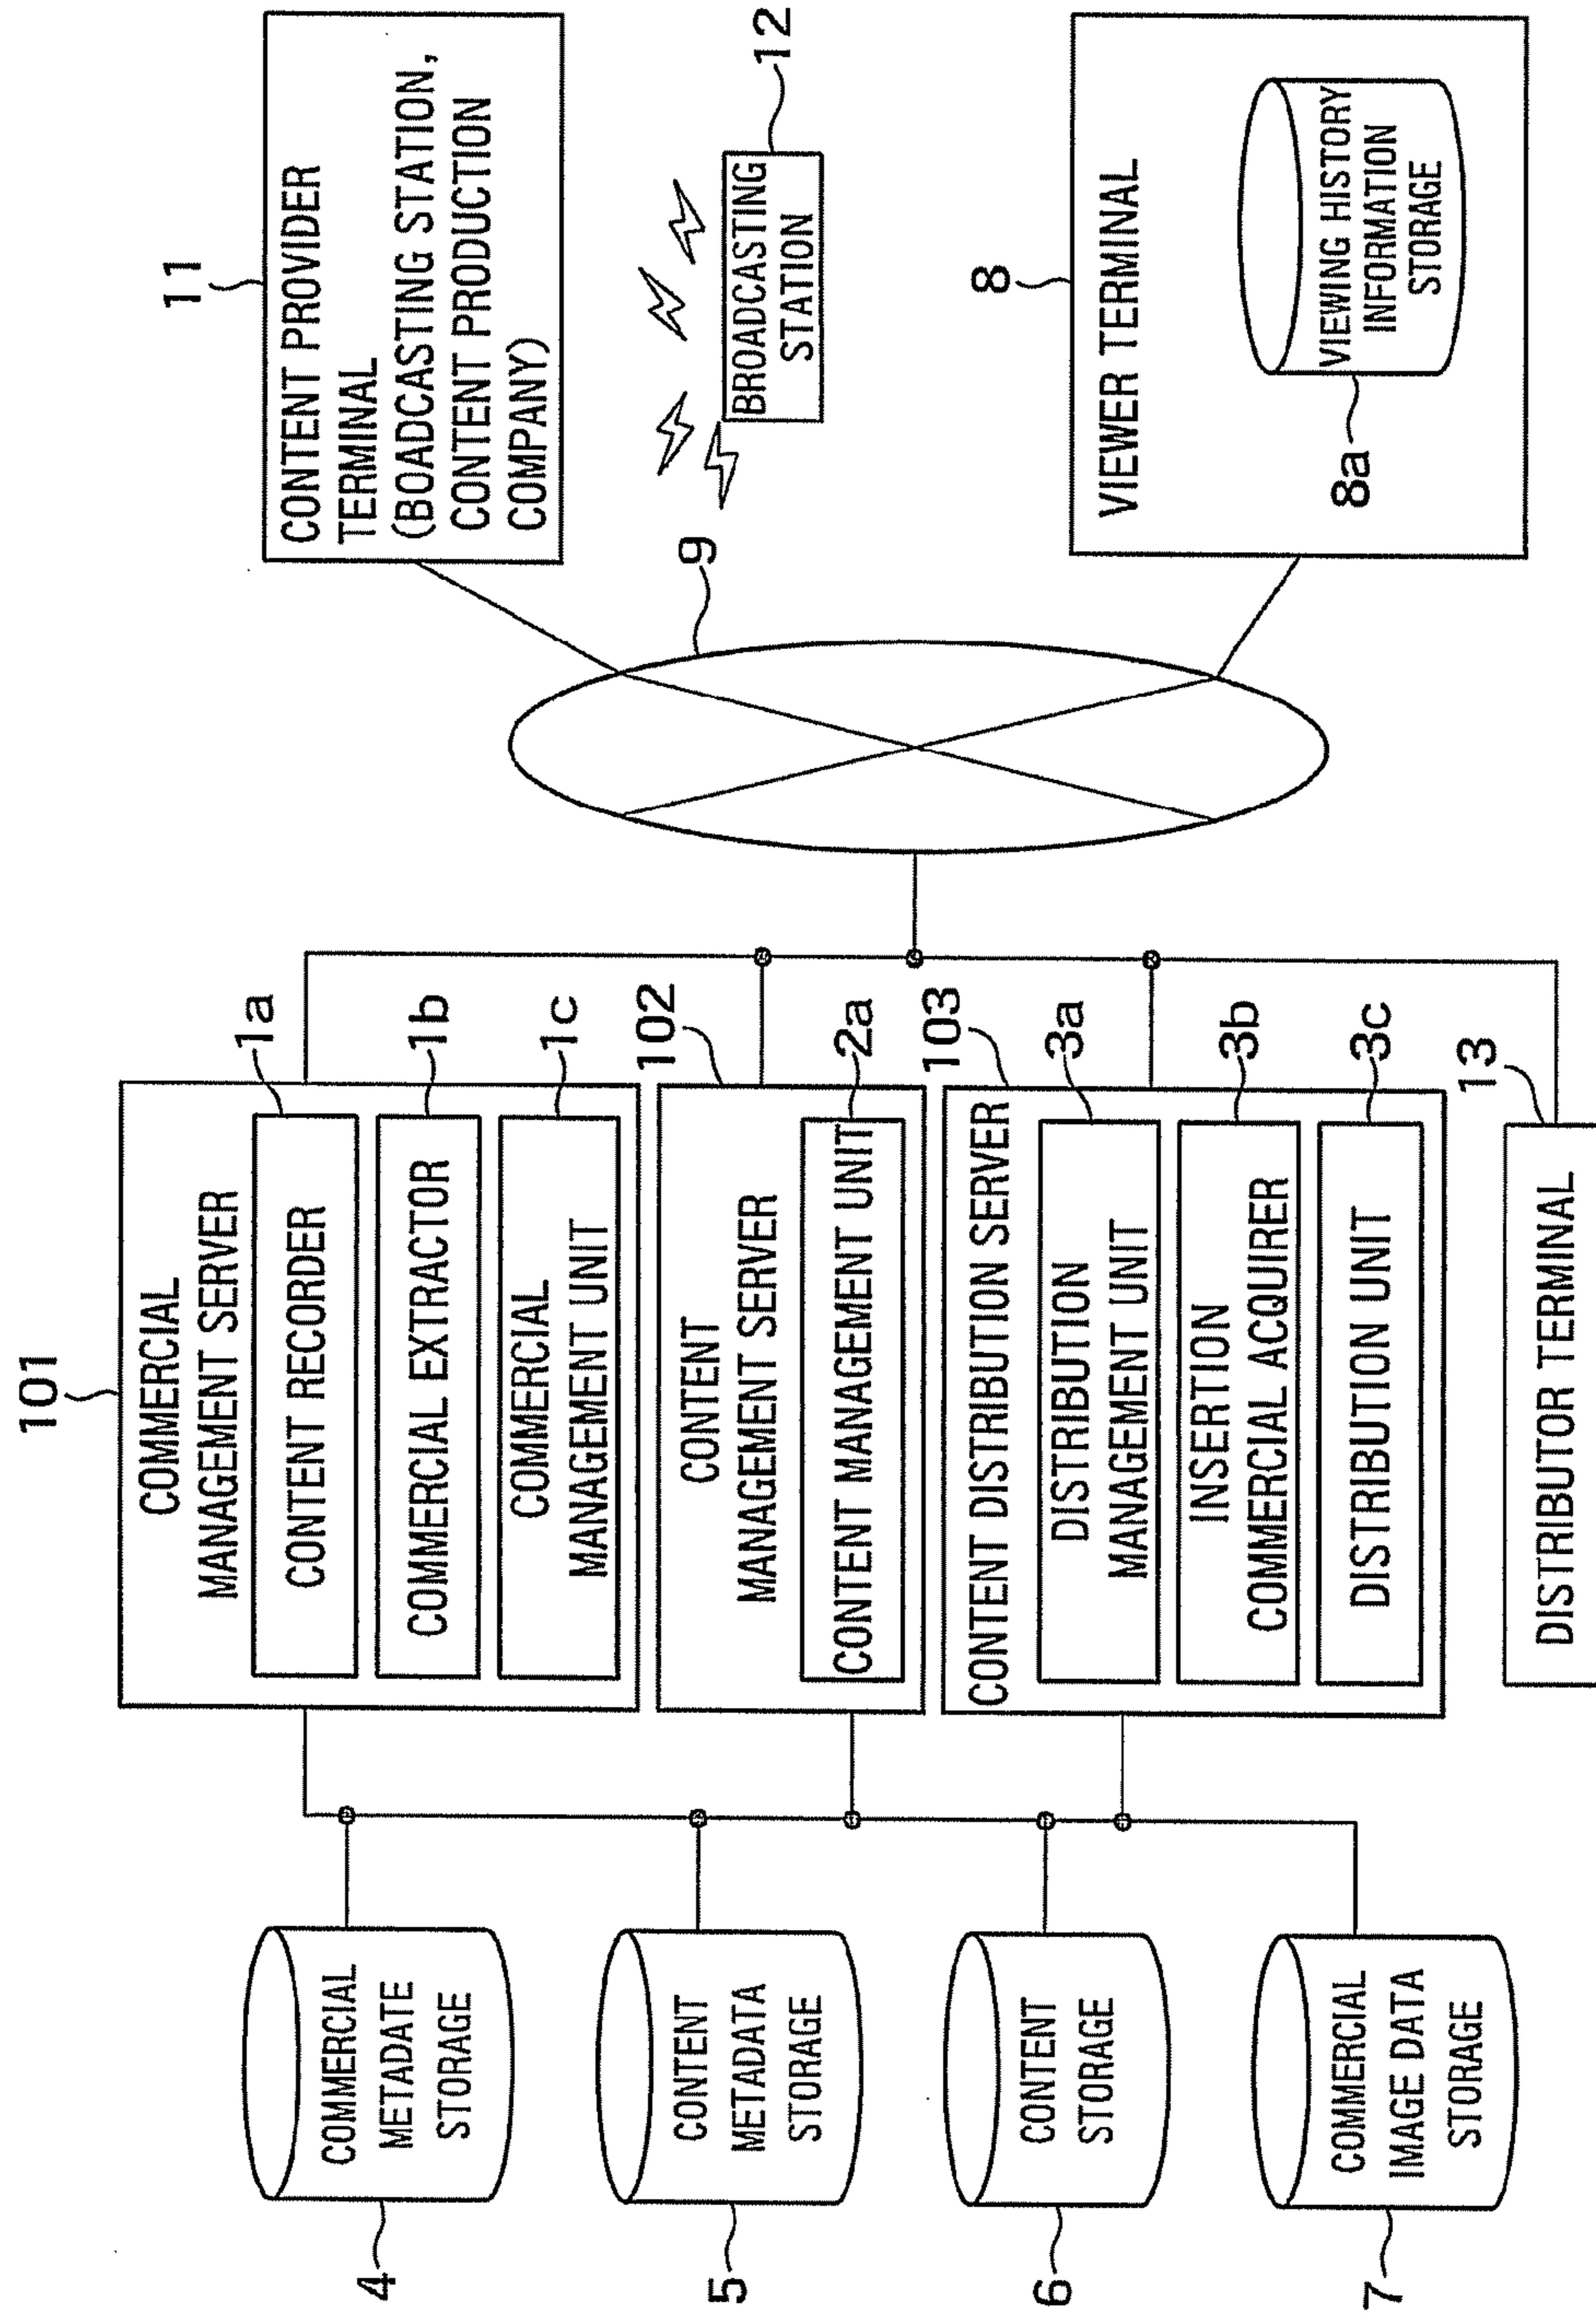 101
COMMERCIAL
MANAGEMENT SERVER
1a
CONTENT RECORDER
1b
COMMERCIAL EXTRACTOR
1c
COMMERCIAL
MANAGEMENT UNIT
102
CONTENT
MANAGEMENT SERVER
2a
CONTENT MANAGEMENT UNIT
103
CONTENT DISTRIBUTION SERVER
3a
DISTRIBUTION
MANAGEMENT UNIT
3b
INSERTION
COMMERCIAL ACQUIRER
3c
DISTRIBUTION UNIT
13
DISTRIBUTOR TERMINAL
4
COMMERCIAL
METADATE
STORAGE
5
CONTENT
METADATA
STORAGE
6
CONTENT
STORAGE
7
COMMERCIAL
IMAGE DATA
STORAGE
9
11
CONTENT PROVIDER
TERMINAL
(BOADCASTING STATION,
CONTENT PRODUCTION
COMPANY)
12
BROADCASTING
STATION
8
VIEWER TERMINAL
8a
VIEWING HISTORY
INFORMATION
STORAGE